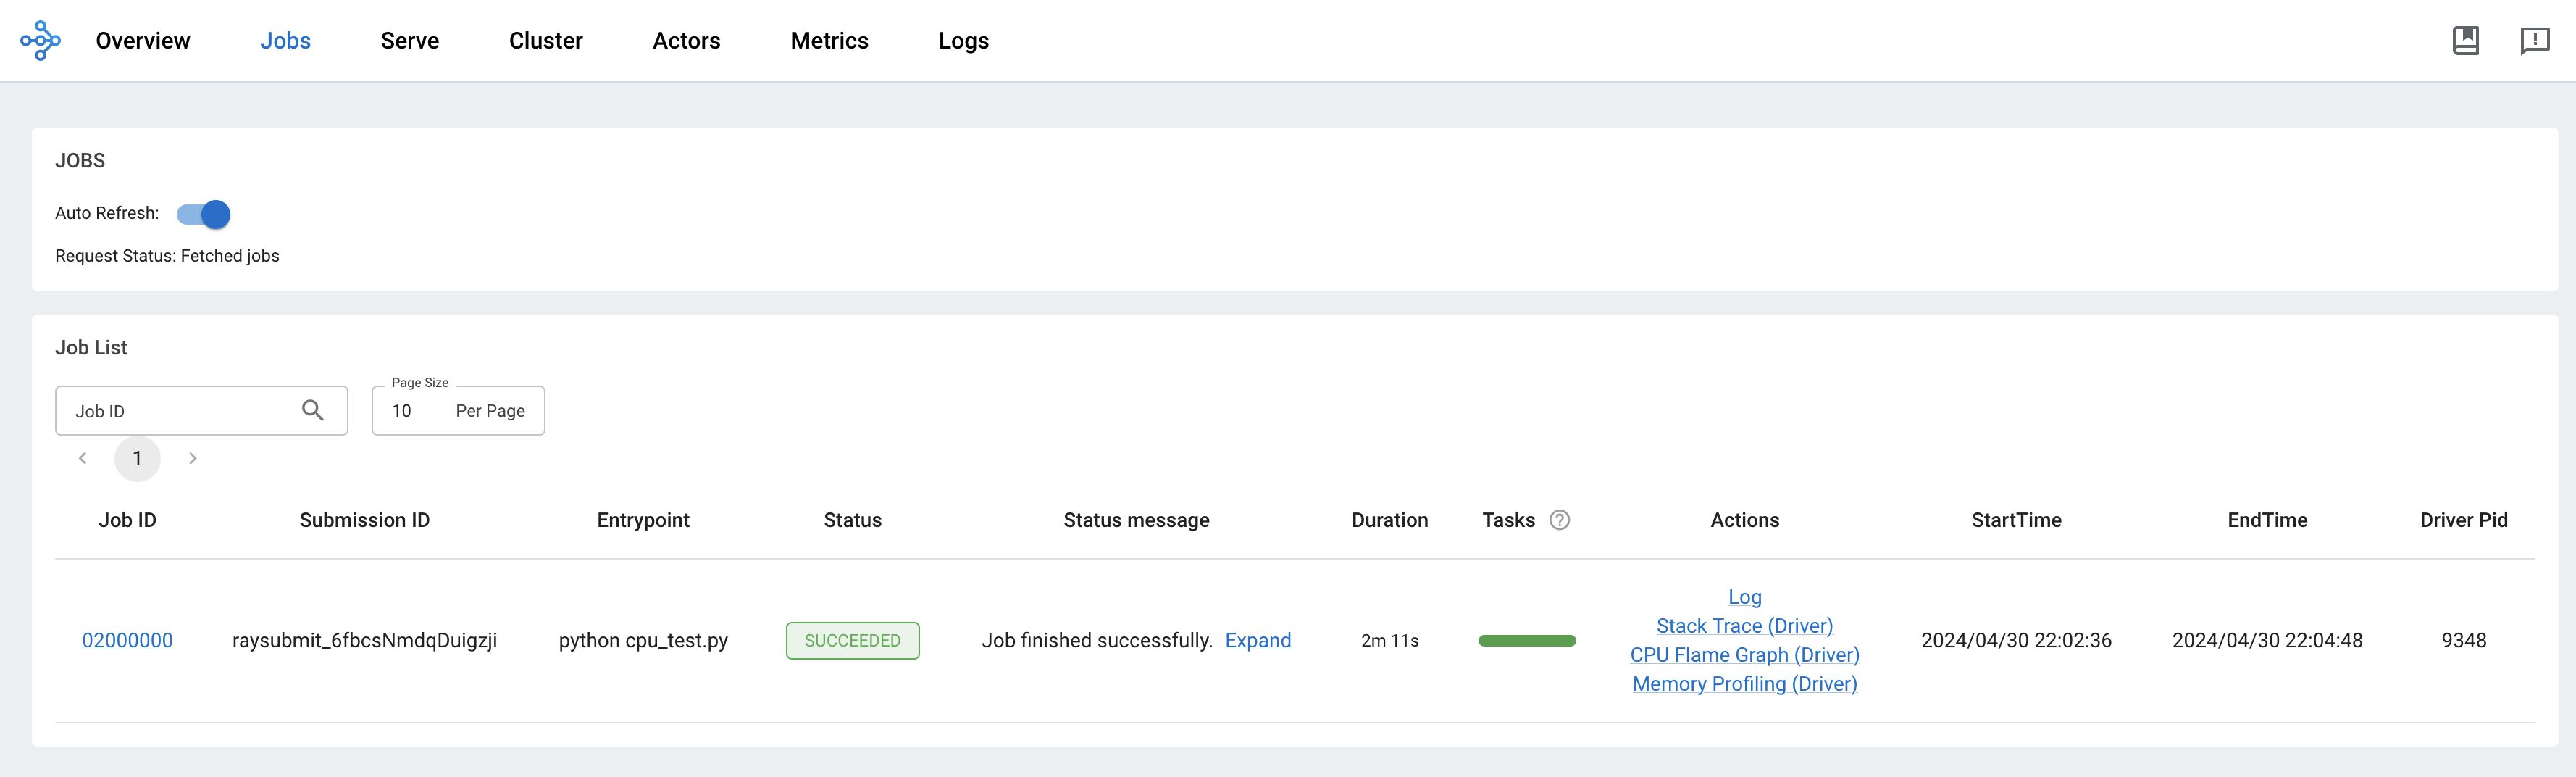 Overview Jobs Serve Cluster Actors Metrics Logs
JOBS
Auto Refresh:
Request Status: Fetched jobs
Job List
Page Size
Job ID 10 Per Page
1
Job ID Submission ID Entrypoint Status Status message Duration Tasks ? Actions StartTime EndTime Driver Pid
Log
Stack Trace (Driver)
02000000 raysubmit_6fbcsNmdqDuigzji python cpu_test.py SUCCEEDED Job finished successfully. Expand 2m 11s 2024/04/30 22:02:36 2024/04/30 22:04:48 9348
CPU Flame Graph (Driver)
Memory Profiling (Driver)